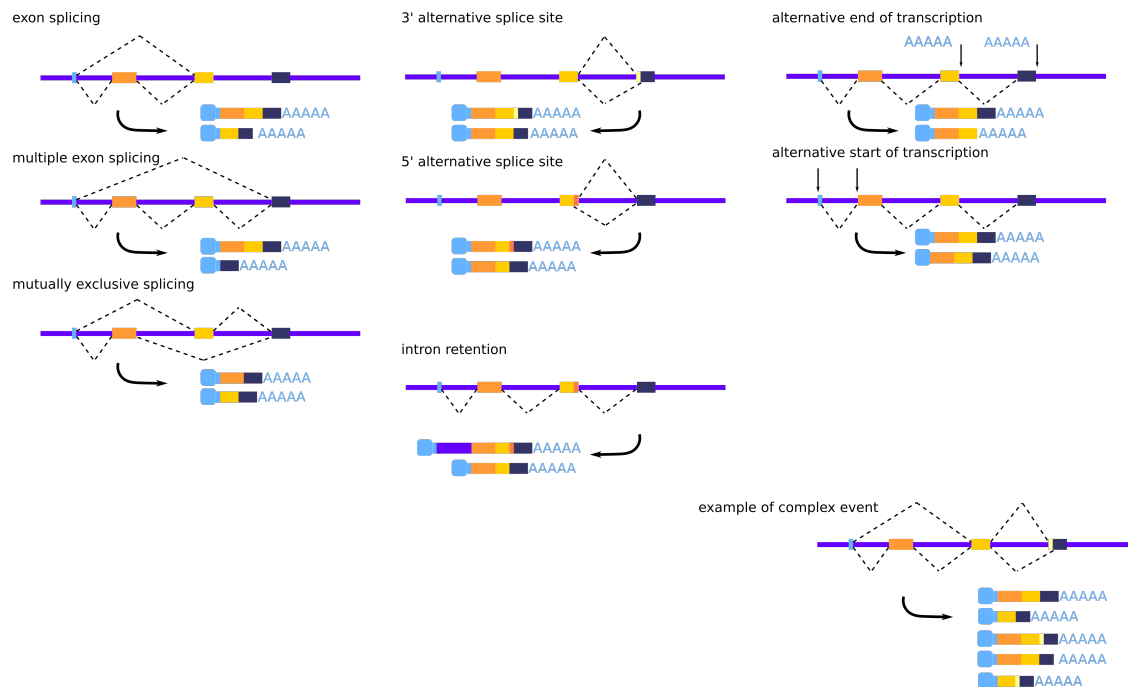 exon splicing
AAAAA
AAAAA
multiple exon splicing
AAAAA
AAAAA
mutually exclusive splicing
AAAAA
AAAAA
3' alternative splice site
AAAAA
AAAAA
5' alternative splice site
AAAAA
AAAAA
intron retention
AAAAA
AAAAA
alternative end of transcription
AAAAA AAAAA
AAAAA
AAAAA
alternative start of transcription
AAAAA
AAAAA
example of complex event
AAAAA
AAAAA
AAAAA
AAAAA
AAAAA